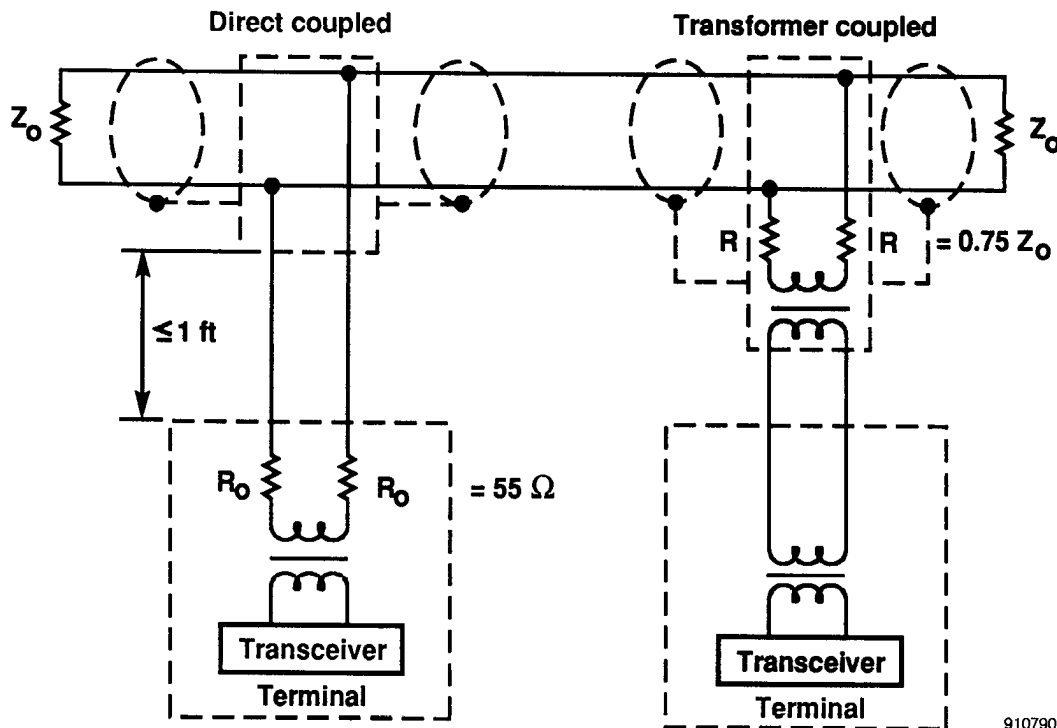 Direct coupled
Transformer coupled
Zo
Zo
R
R
= 0.75 Zo
≤1 ft
Ro
Ro
= 55 Ω
Transceiver
Terminal
Transceiver
Terminal
910790